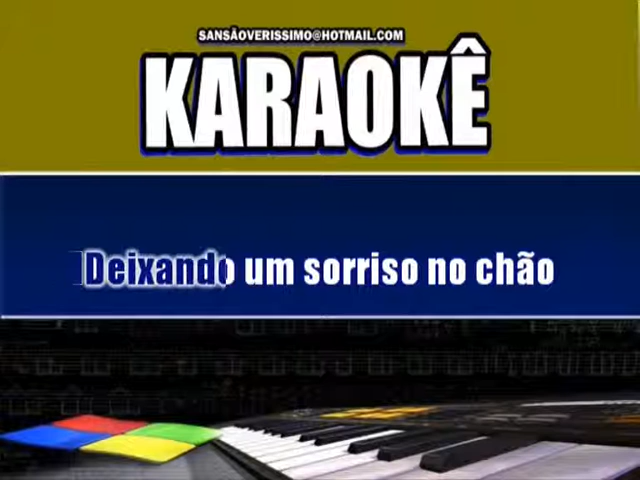 SANSÃOVERISSIMO@HOTMAIL.COM
KARAOKÊ
Deixando um sorriso no chão